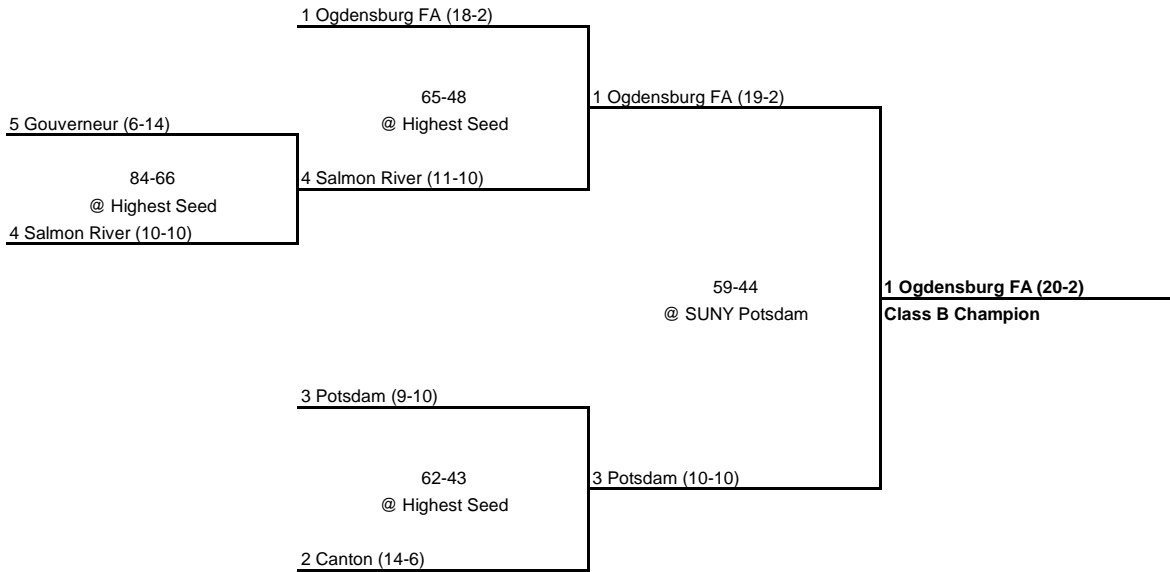 1 Ogdensburg FA (18-2)
65-48
@ Highest Seed
1 Ogdensburg FA (19-2)
5 Gouverneur (6-14)
84-66
@ Highest Seed
4 Salmon River (11-10)
4 Salmon River (10-10)
59-44
@ SUNY Potsdam
1 Ogdensburg FA (20-2)
Class B Champion
3 Potsdam (9-10)
62-43
@ Highest Seed
3 Potsdam (10-10)
2 Canton (14-6)